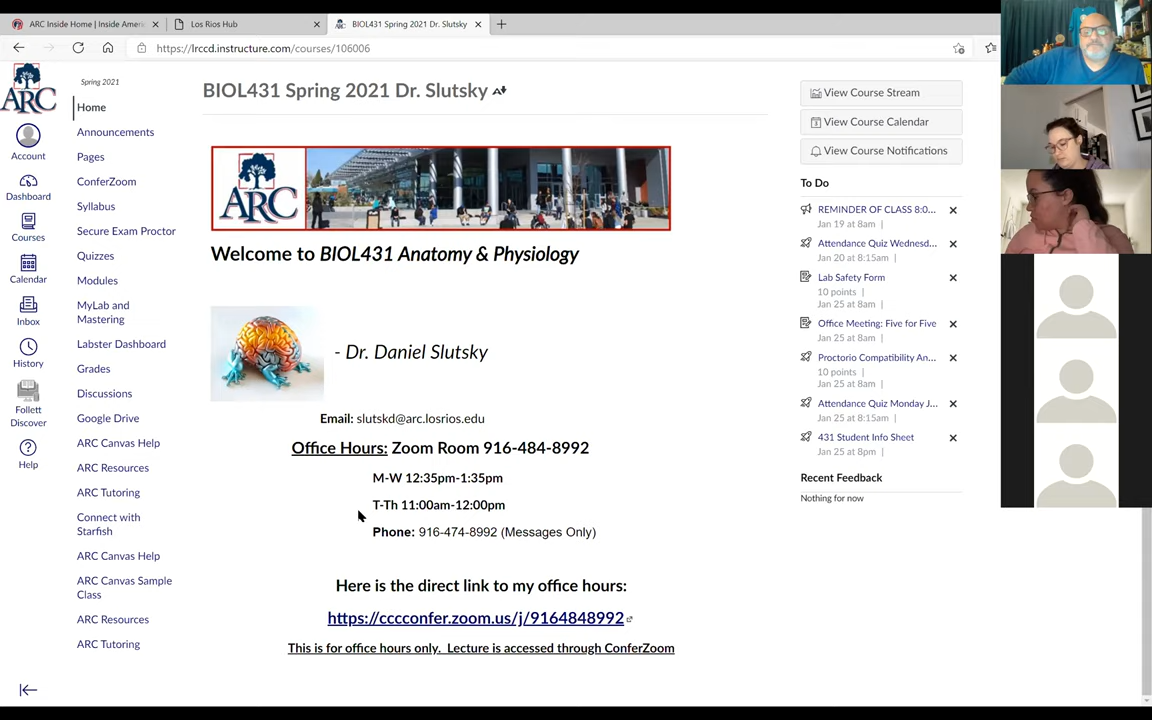 ARC Inside Home | Inside Ameri
Los Rios Hub
BIOL431 Spring 2021 Dr. Slutsky
https://lrccd.instructure.com/courses/106006
ARC
Account
Dashboard
Courses
Calendar
Inbox
History
Follett
Discover
Help
Spring 2021
Home
Announcements
Pages
ConferZoom
Syllabus
Secure Exam Proctor
Quizzes
Modules
MyLab and
Mastering
Labster Dashboard
Grades
Discussions
Google Drive
ARC Canvas Help
ARC Resources
ARC Tutoring
Connect with
Starfish
ARC Canvas Help
ARC Canvas Sample
Class
ARC Resources
ARC Tutoring
BIOL431 Spring 2021 Dr. Slutsky
ARC
Welcome to BIOL431 Anatomy & Physiology
- Dr. Daniel Slutsky
Email: slutskd@arc.losrios.edu
Office Hours: Zoom Room 916-484-8992
M-W 12:35pm-1:35pm
T-Th 11:00am-12:00pm
Phone: 916-474-8992 (Messages Only)
Here is the direct link to my office hours:
https://cccconfer.zoom.us/j/9164848992
This is for office hours only. Lecture is accessed through ConferZoom
View Course Stream
View Course Calendar
View Course Notifications
To Do
REMINDER OF CLASS 8:0...
Jan 19 at 8am |
Attendance Quiz Wednesd...
Jan 20 at 8:15am |
Lab Safety Form
10 points |
Jan 25 at 8am |
Office Meeting: Five for Five
Jan 25 at 8am |
Proctorio Compatibility An...
10 points |
Jan 25 at 8am |
Attendance Quiz Monday J...
Jan 25 at 8:15am |
431 Student Info Sheet
Jan 25 at 8pm |
Recent Feedback
Nothing for now